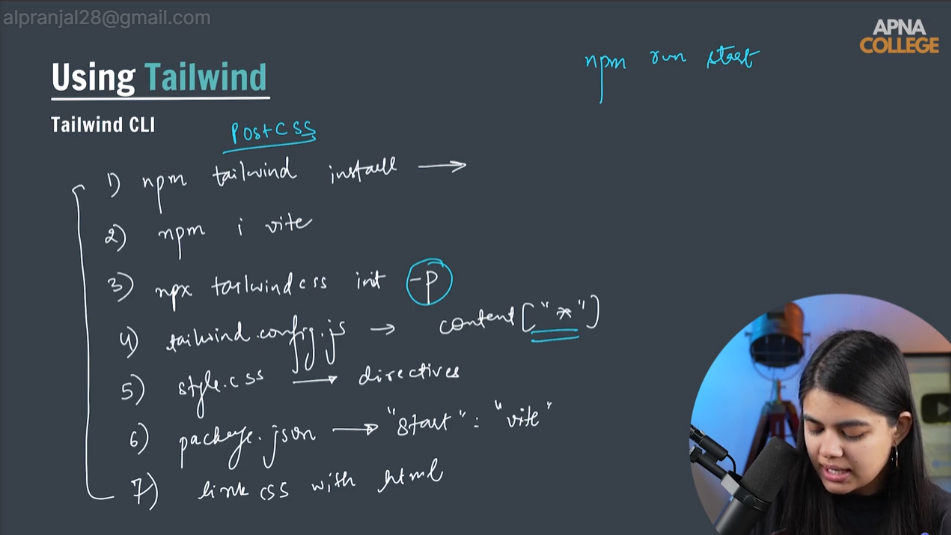 alpranjal28@gmail.com
APNA
COLLEGE
npm run start
Using Tailwind
Tailwind CLI
PostCSS
1) npm tailwind install →
2) npm i vite
3) npx tailwindcss init -p
4) tailwind.config.js → content["*"]
5) style.css → directives
6) package.json → "start": "vite"
7) link css with html